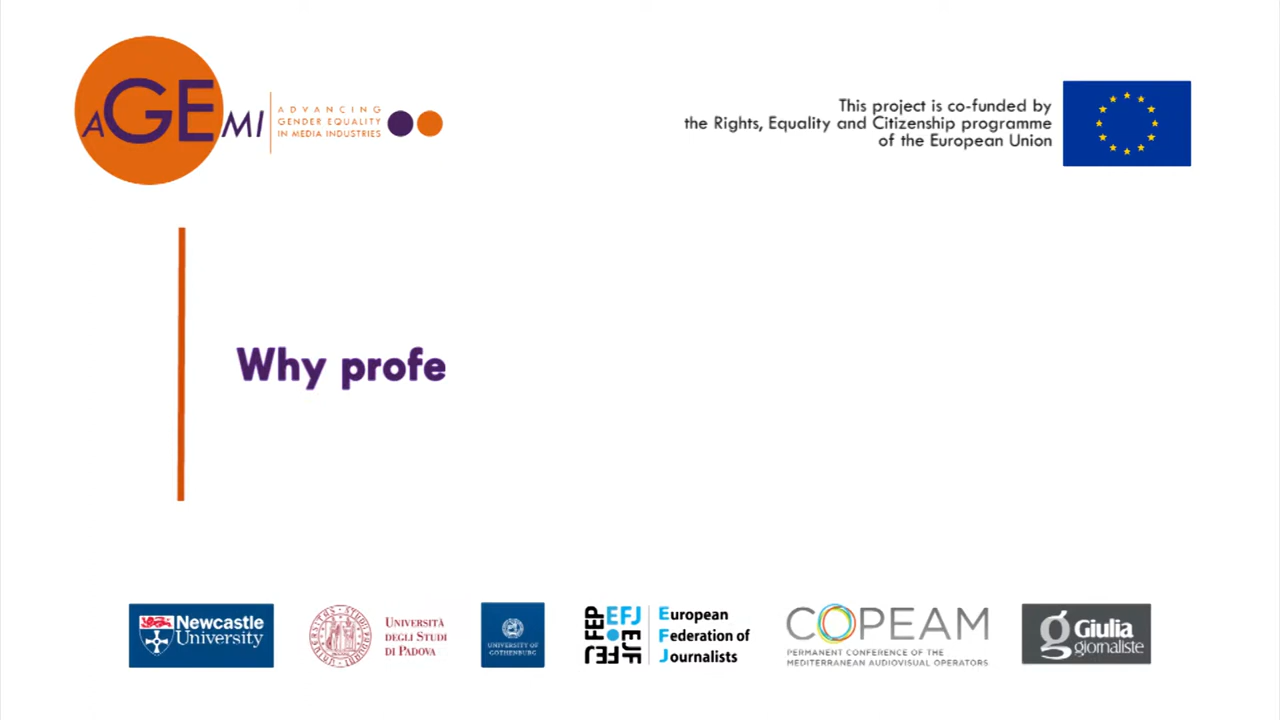 AGEMI
ADVANCING
GENDER EQUALITY
IN MEDIA INDUSTRIES
This project is co-funded by
the Rights, Equality and Citizenship programme
of the European Union
Why profe
Newcastle
University
UNIVERSITÀ
DEGLI STUDI
DI PADOVA
UNIVERSITY OF
GOTHENBURG
FEP EFJ
FEJ EJF
European
Federation of
Journalists
COPEAM
PERMANENT CONFERENCE OF THE
MEDITERRANEAN AUDIOVISUAL OPERATORS
g Giulia
giornaliste